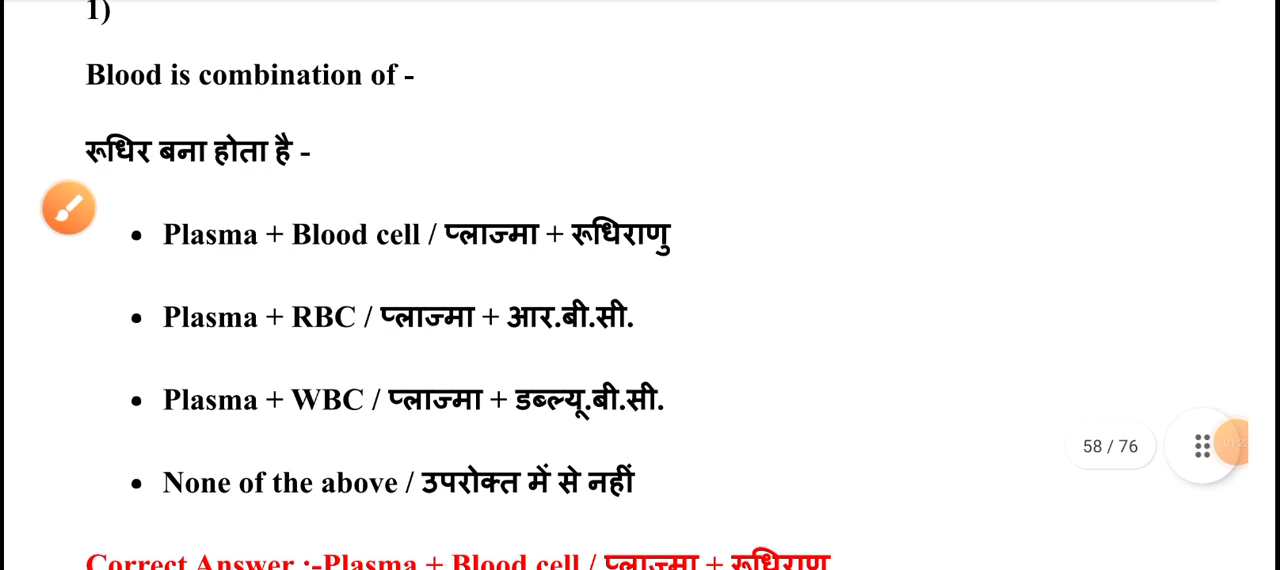 1)
Blood is combination of -
रूधिर बना होता है -
• Plasma + Blood cell / प्लाज्मा + रूधिराणु
• Plasma + RBC / प्लाज्मा + आर.बी.सी.
• Plasma + WBC / प्लाज्मा + डब्ल्यू.बी.सी.
58 / 76
• None of the above / उपरोक्त में से नहीं
Correct Answer :-Plasma + Blood cell / प्लाज्मा + रूधिराणु